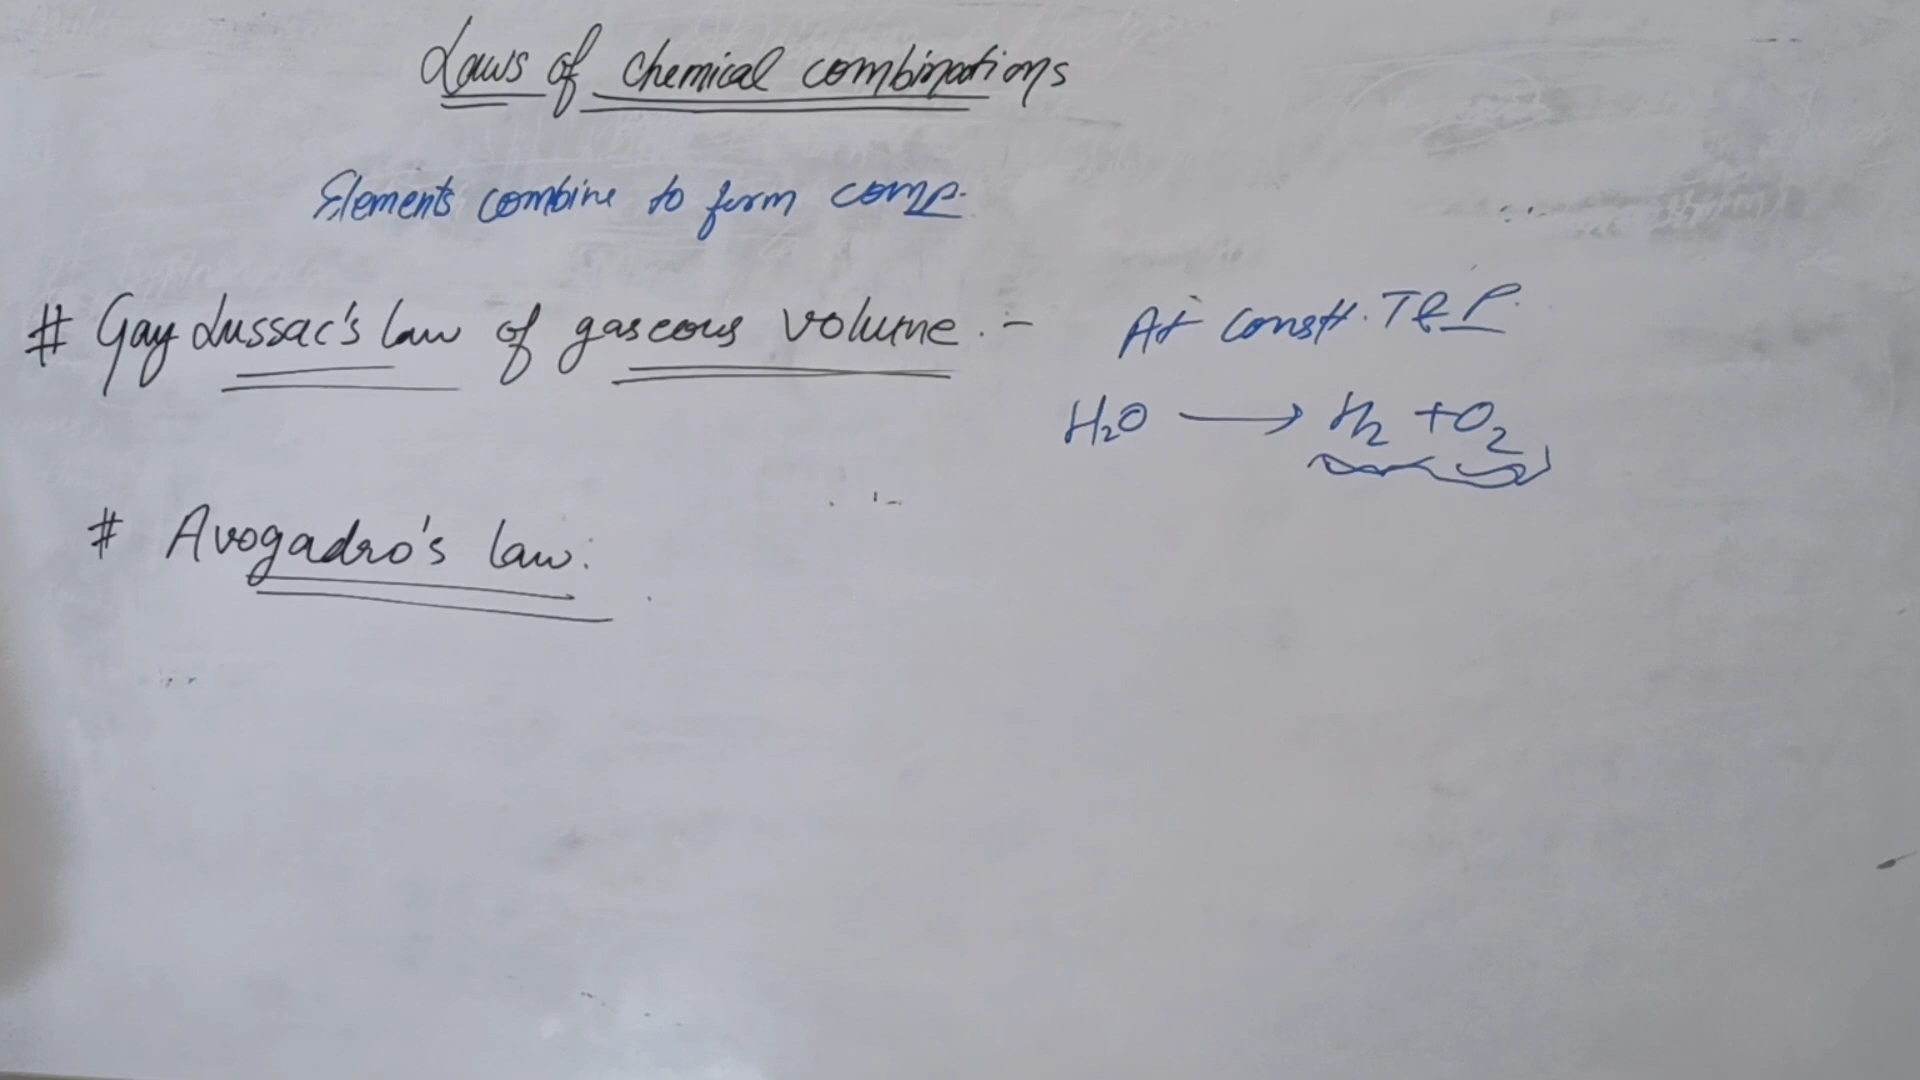 Laws of chemical combinations
Elements combine to form comp.
# Gay Lussac's law of gaseous volume. -
At constt. T & P.
H₂O ⟶ H₂ + O₂
# Avogadro's law.